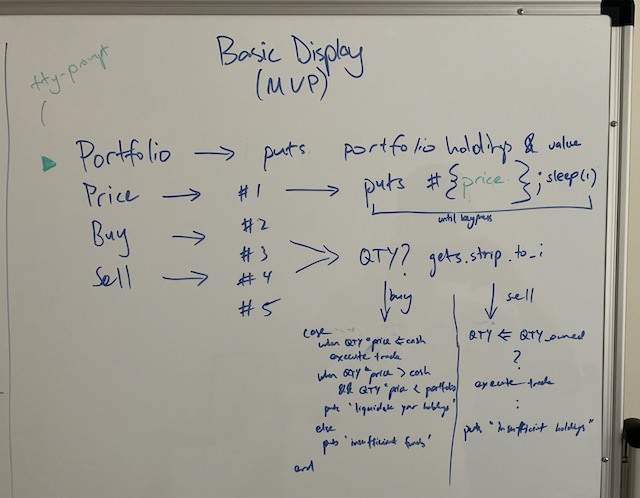 Basic Display
(MVP)
tty-prompt
Portfolio → puts portfolio holdings & value
Price → #1 → puts #{price}; sleep(1)
until keypress
Buy → #2
#3 QTY? gets.strip.to_i
Sell → #4
#5
buy
sell
case
when QTY * price <= cash
execute trade
when QTY * price > cash
&& QTY * price < portfolio
puts "liquidate your holdings"
else
puts "insufficient funds"
end
QTY <= QTY_owned
?
execute trade
:
puts "insufficient holdings"